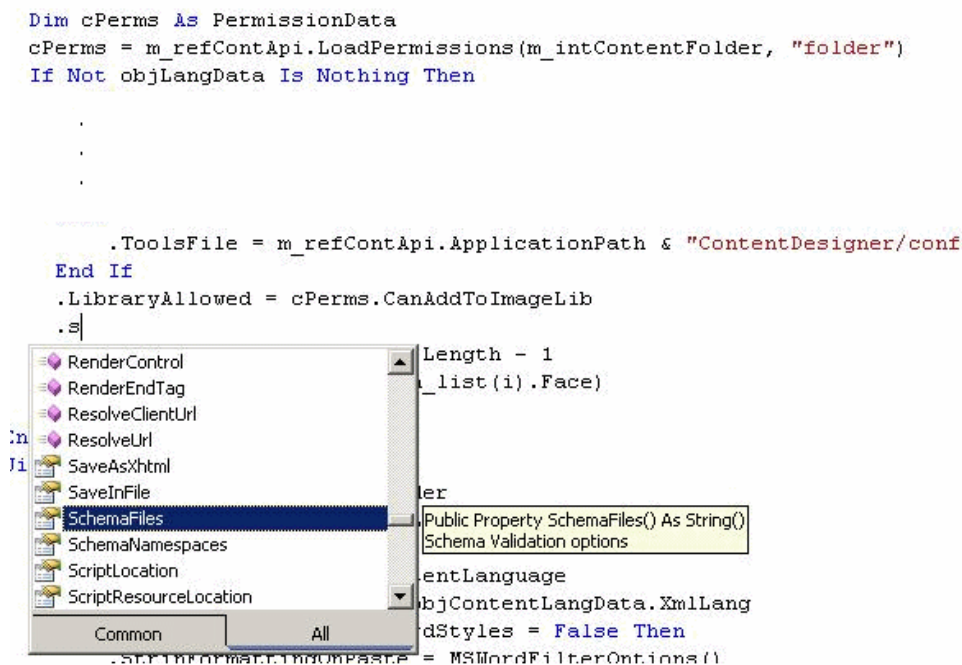 Dim cPerms As PermissionData
cPerms = m_refContApi.LoadPermissions(m_intContentFolder, "folder")
If Not objLangData Is Nothing Then
.
.
.
.ToolsFile = m_refContApi.ApplicationPath & "ContentDesigner/conf
End If
.LibraryAllowed = cPerms.CanAddToImageLib
.s
RenderControl
Length - 1
RenderEndTag
_list(i).Face)
ResolveClientUrl
ResolveUrl
SaveAsXhtml
SaveInFile
SchemaFiles
Public Property SchemaFiles() As String()
SchemaNamespaces
Schema Validation options
ScriptLocation
entLanguage
ScriptResourceLocation
bjContentLangData.XmlLang
Common
All
dStyles = False Then
= MSWordFilterOptions()